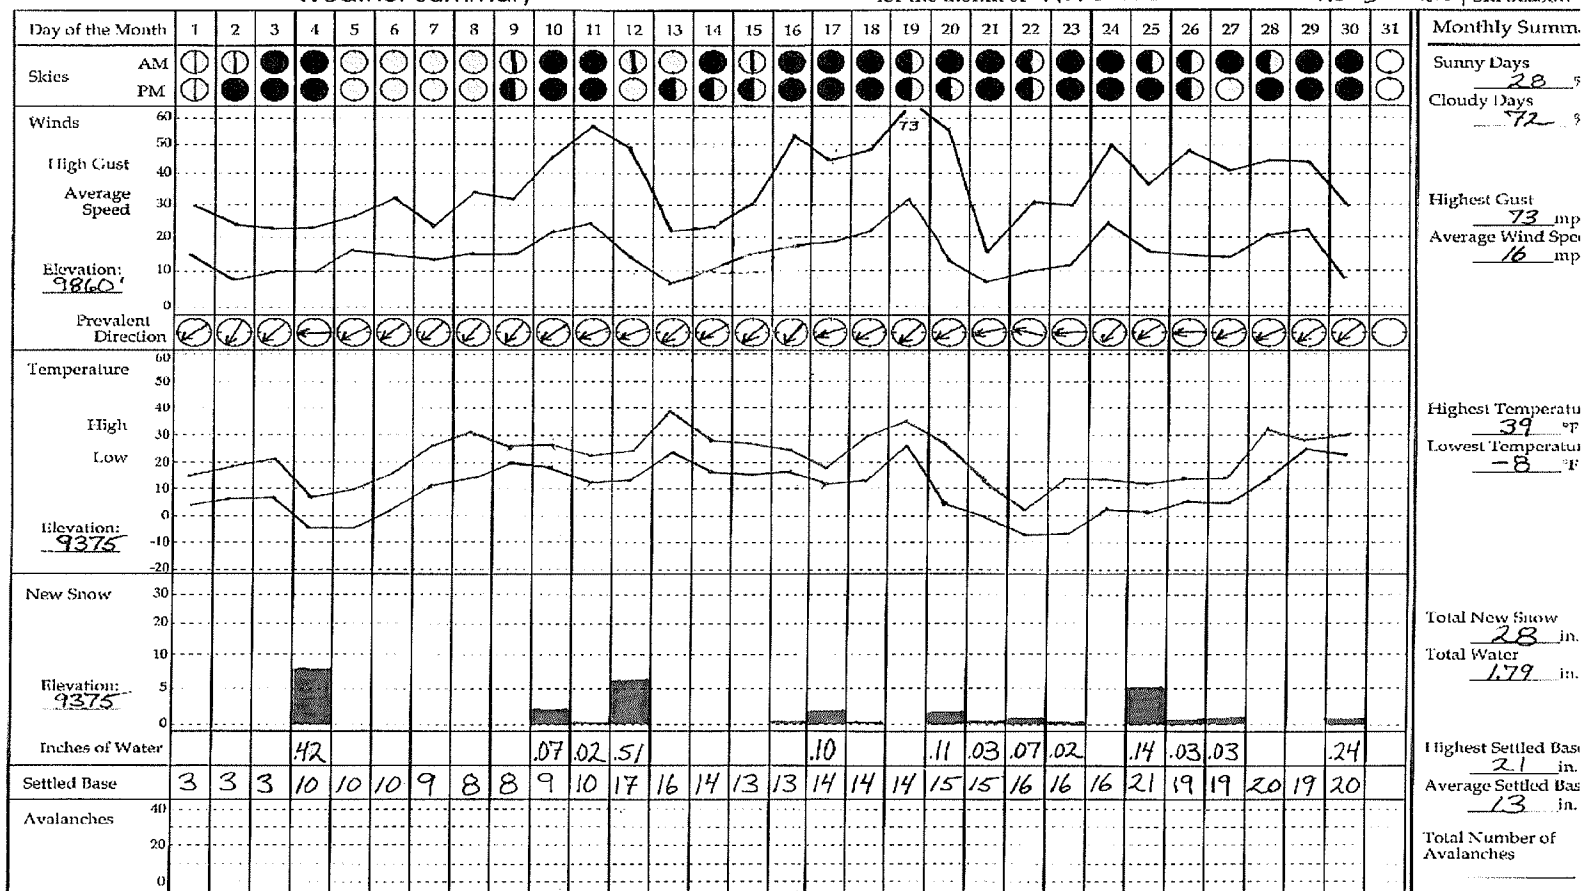 Weather Summary
for the month of
Day of the Month 1 2 3 4 5 6 7 8 9 10 11 12 13 14 15 16 17 18 19 20 21 22 23 24 25 26 27 28 29 30 31
Monthly Summ
Skies
AM
PM
Sunny Days
28
Cloudy Days
72
Winds
High Gust
Average
Speed
Elevation:
9860'
60
50
40
30
20
10
0
73
Highest Gust
73 mp
Average Wind Spe
16 mp
Prevalent
Direction
Temperature
High
Low
Elevation:
9375
60
50
40
30
20
10
0
-10
-20
Highest Temperatu
39 °F
Lowest Temperatu
-8 °F
New Snow
Elevation:
9375
30
20
10
5
0
Total New Snow
28 in.
Total Water
1.79 in.
Inches of Water .42 .07 .02 .51 .10 .11 .03 .07 .02 .14 .03 .03 .24
Highest Settled Bas
21 in.
Settled Base 3 3 3 10 10 10 9 8 8 9 10 17 16 14 13 13 14 14 14 15 15 16 16 16 21 19 19 20 19 20
Average Settled Bas
13 in.
Avalanches
40
20
0
Total Number of
Avalanches